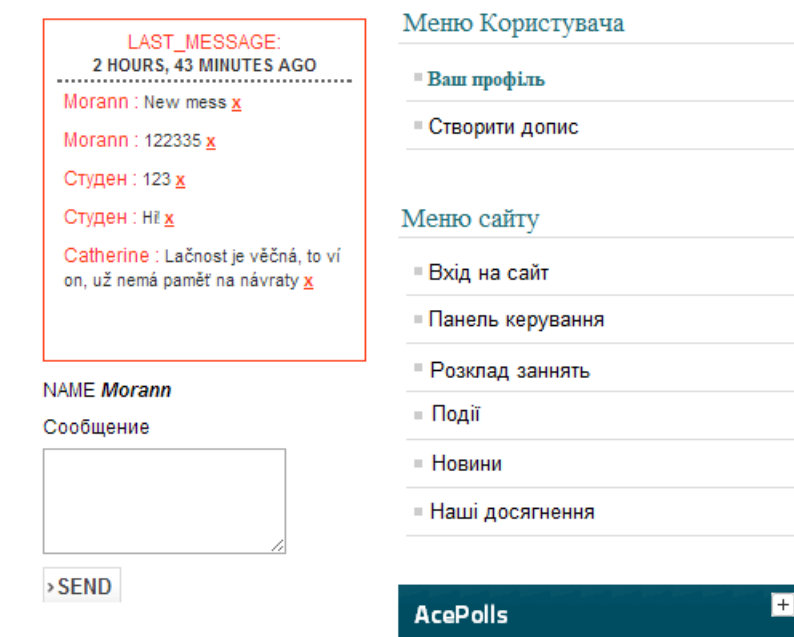 LAST_MESSAGE:
2 HOURS, 43 MINUTES AGO
Morann : New mess x
Morann : 122335 x
Студен : 123 x
Студен : Hi! x
Catherine : Lačnost je věčná, to ví
on, už nemá paměť na návraty x
NAME Morann
Сообщение
›SEND
Меню Користувача
Ваш профіль
Створити допис
Меню сайту
Вхід на сайт
Панель керування
Розклад заннять
Події
Новини
Наші досягнення
AcePolls +